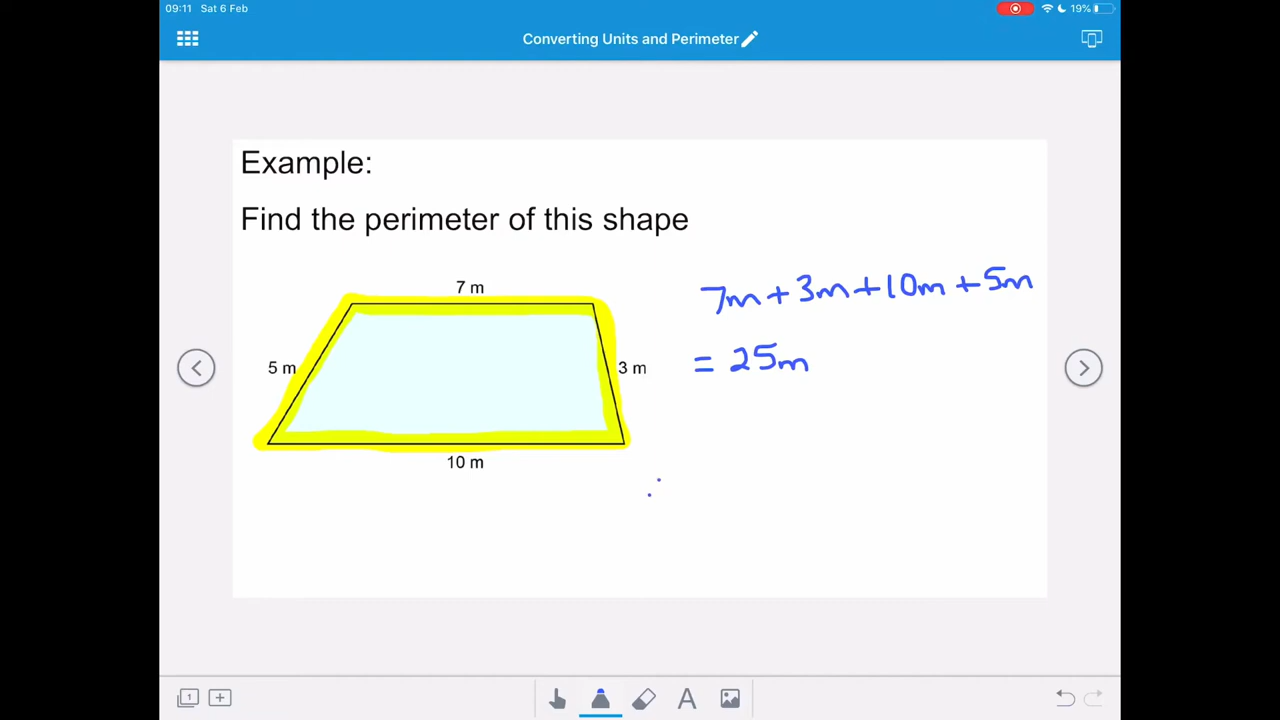 09:11 Sat 6 Feb 19%
Converting Units and Perimeter
Example:
Find the perimeter of this shape
7 m
7m + 3m + 10m + 5m
= 25m
5 m
3 m
10 m
1
A